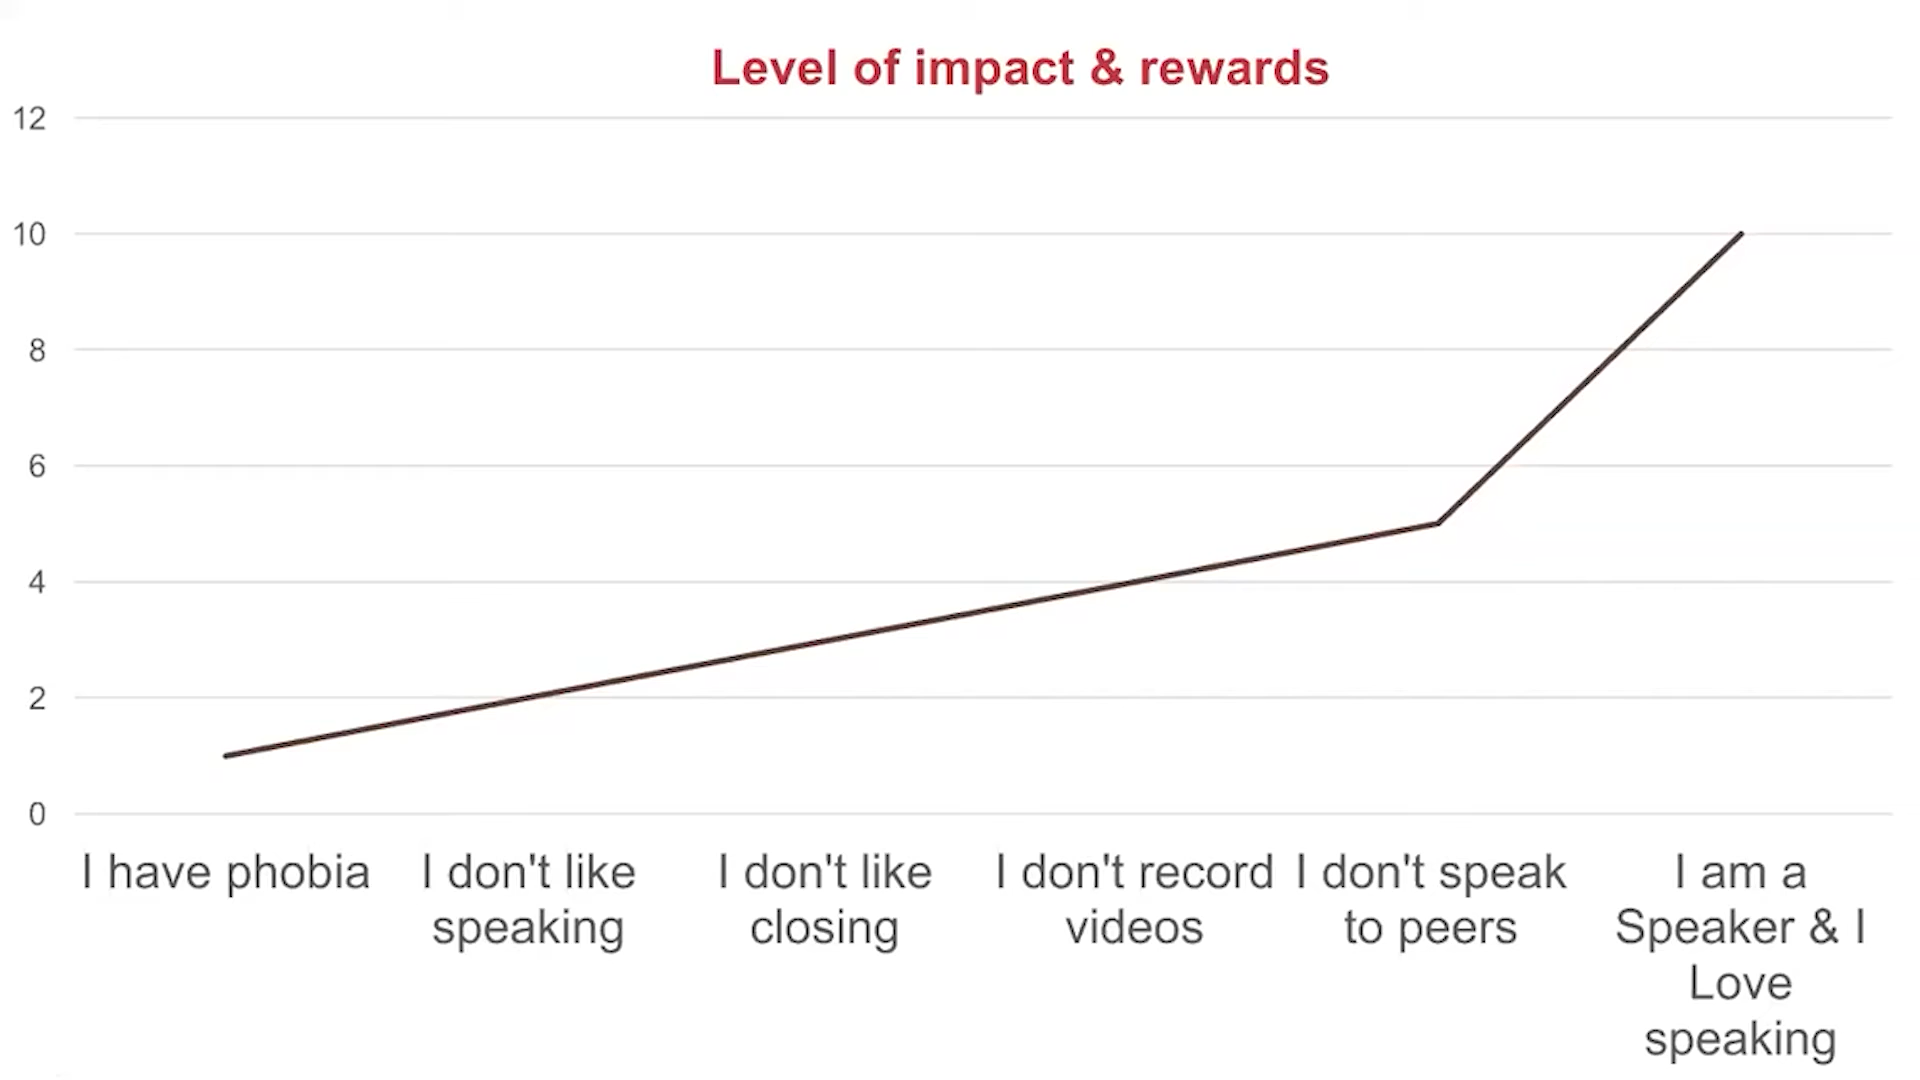 Level of impact & rewards
12
10
8
6
4
2
0
I have phobia
I don't like
speaking
I don't like
closing
I don't record
videos
I don't speak
to peers
I am a
Speaker & I
Love
speaking